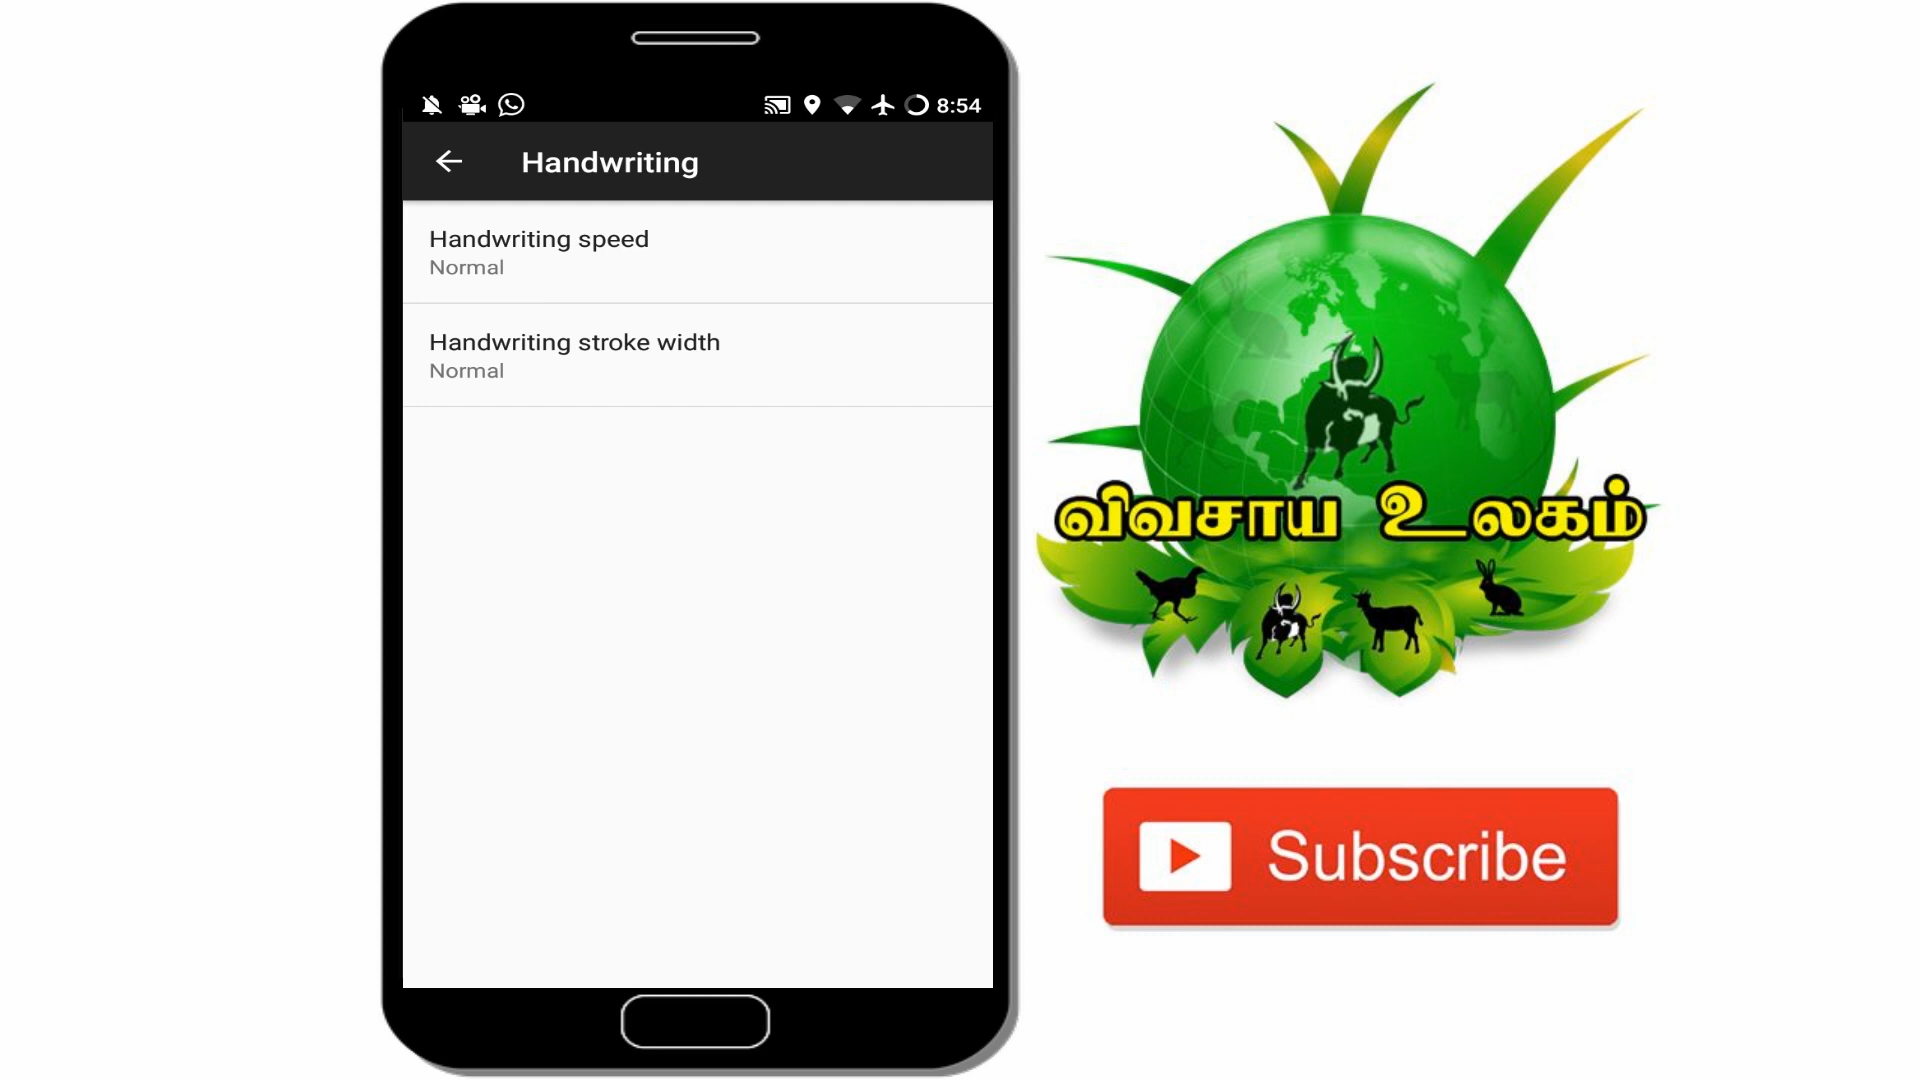 8:54
Handwriting
Handwriting speed
Normal
Handwriting stroke width
Normal
விவசாய உலகம்
Subscribe